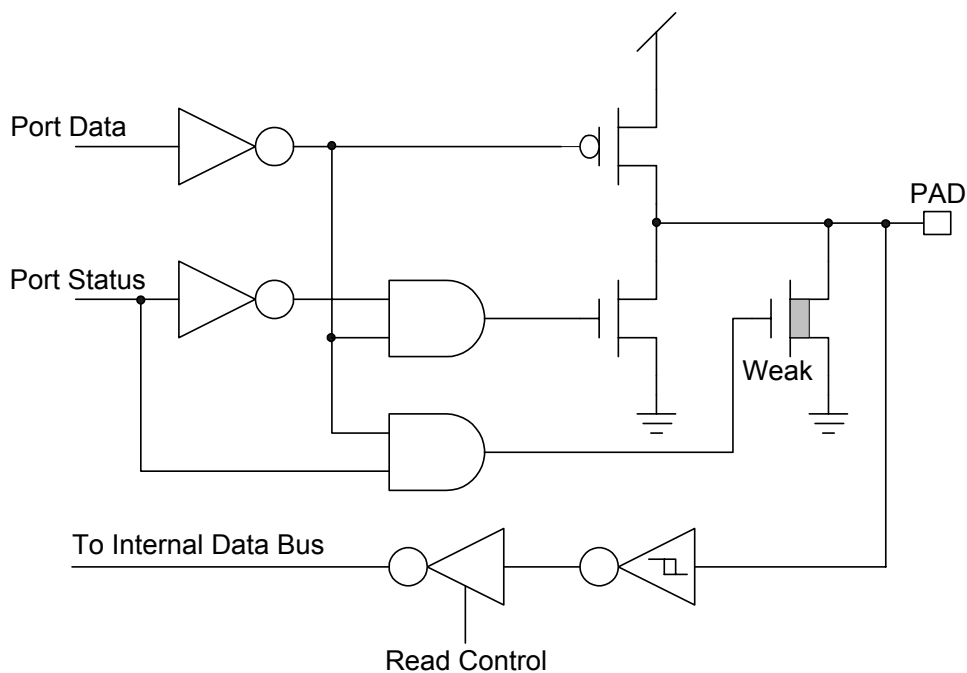 Port Data
PAD
Port Status
Weak
To Internal Data Bus
Read Control